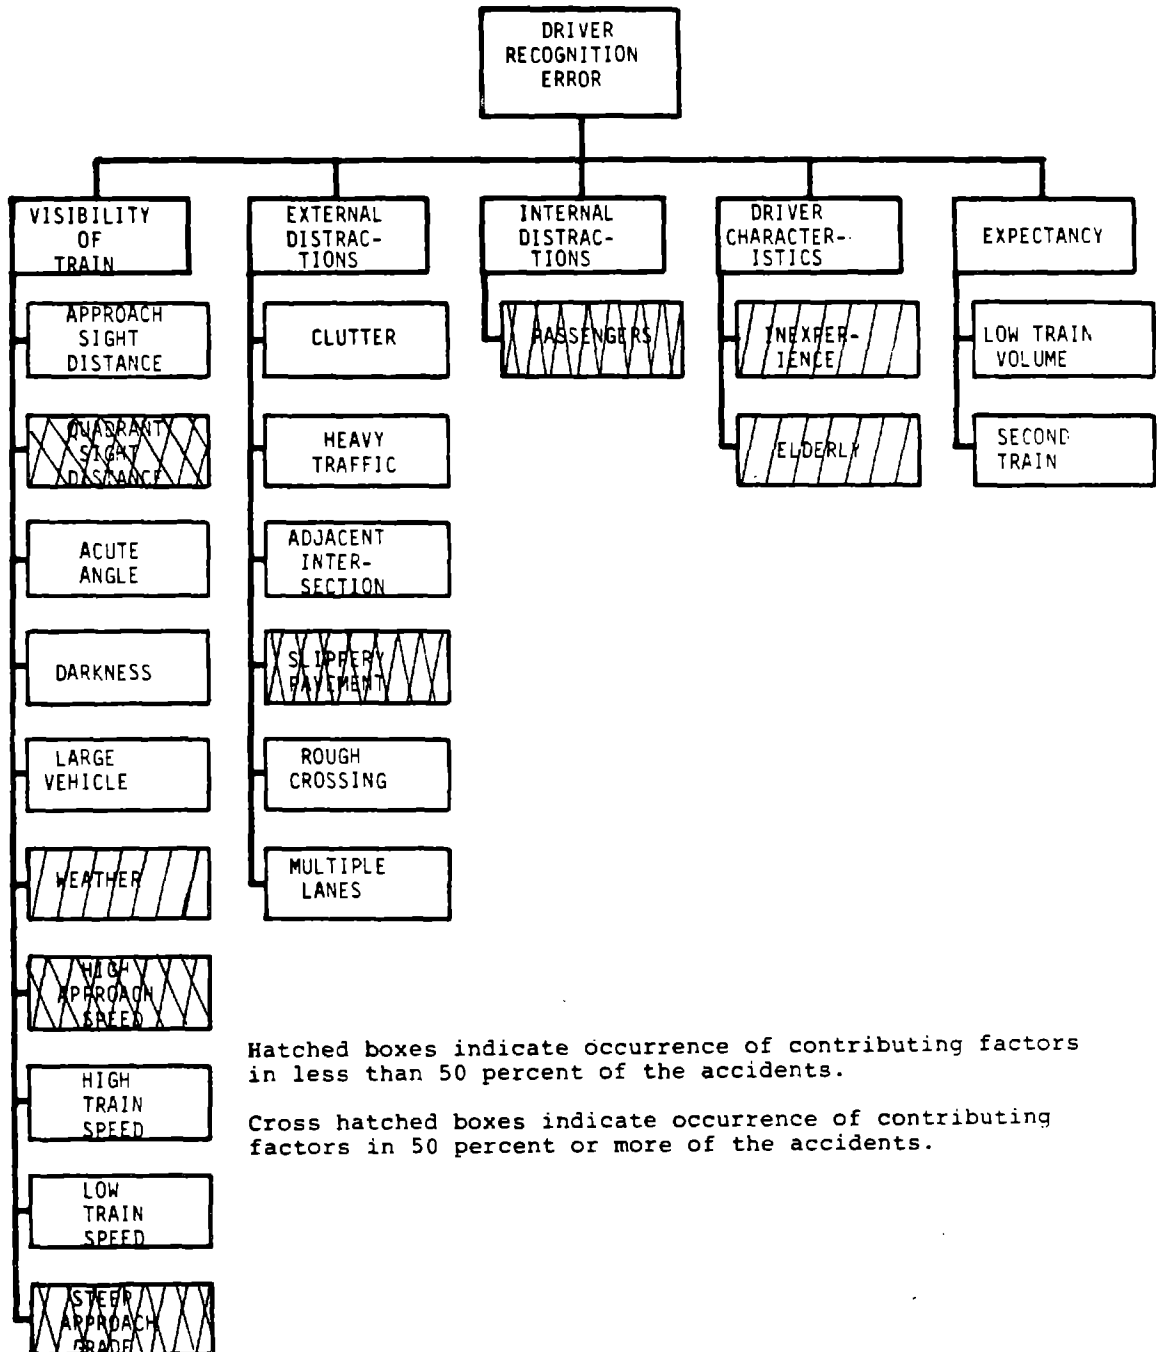 DRIVER
RECOGNITION
ERROR
VISIBILITY
OF
TRAIN
APPROACH
SIGHT
DISTANCE
QUADRANT
SIGHT
DISTANCE
ACUTE
ANGLE
DARKNESS
LARGE
VEHICLE
WEATHER
HIGH
APPROACH
SPEED
HIGH
TRAIN
SPEED
LOW
TRAIN
SPEED
STEEP
APPROACH
GRADE
EXTERNAL
DISTRAC-
TIONS
CLUTTER
HEAVY
TRAFFIC
ADJACENT
INTER-
SECTION
SLIPPERY
PAVEMENT
ROUGH
CROSSING
MULTIPLE
LANES
INTERNAL
DISTRAC-
TIONS
PASSENGERS
DRIVER
CHARACTER-
ISTICS
INEXPER-
IENCE
ELDERLY
EXPECTANCY
LOW TRAIN
VOLUME
SECOND
TRAIN
Hatched boxes indicate occurrence of contributing factors
in less than 50 percent of the accidents.
Cross hatched boxes indicate occurrence of contributing
factors in 50 percent or more of the accidents.